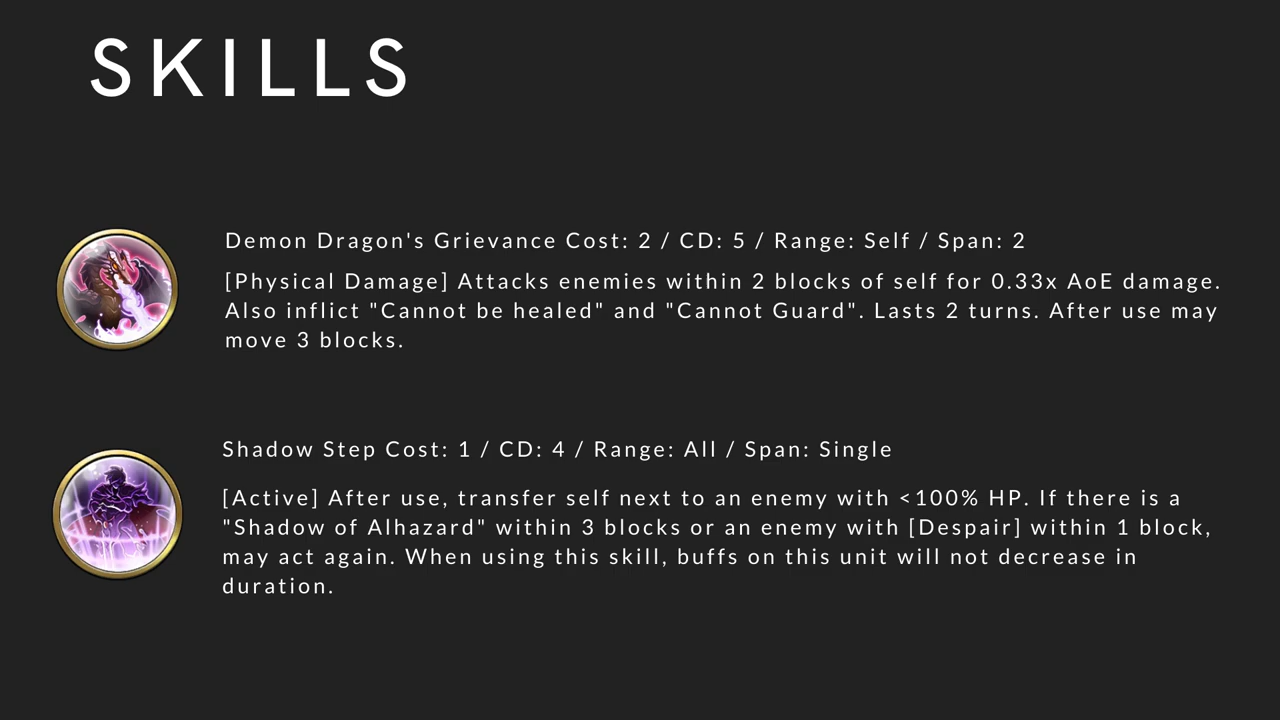 SKILLS
Demon Dragon's Grievance Cost: 2 / CD: 5 / Range: Self / Span: 2
[Physical Damage] Attacks enemies within 2 blocks of self for 0.33x AoE damage.
Also inflict "Cannot be healed" and "Cannot Guard". Lasts 2 turns. After use may
move 3 blocks.
Shadow Step Cost: 1 / CD: 4 / Range: All / Span: Single
[Active] After use, transfer self next to an enemy with <100% HP. If there is a
"Shadow of Alhazard" within 3 blocks or an enemy with [Despair] within 1 block,
may act again. When using this skill, buffs on this unit will not decrease in
duration.